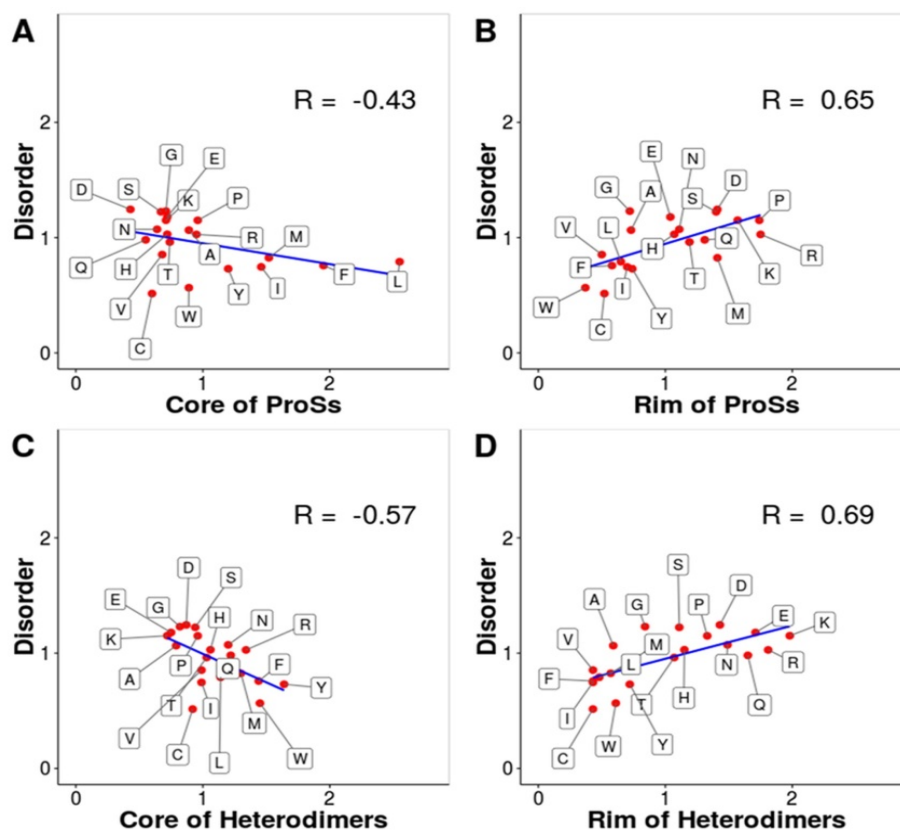 A
B
R = -0.43
R = 0.65
Disorder
Disorder
2
1
0
2
1
0
G
E
D
S
K
P
N
R
M
A
Q
H
T
F
L
V
W
Y
I
C
E
N
G
A
S
D
P
V
L
H
Q
R
F
I
T
K
W
C
Y
M
0
1
2
0
1
2
Core of ProSs
Rim of ProSs
C
D
R = -0.57
R = 0.69
Disorder
Disorder
2
1
0
2
1
0
D
S
E
G
H
N
R
K
P
Q
F
A
Y
T
I
M
V
C
L
W
S
D
A
G
P
E
K
V
M
L
N
R
F
I
T
H
Q
C
W
Y
0
1
2
0
1
2
Core of Heterodimers
Rim of Heterodimers